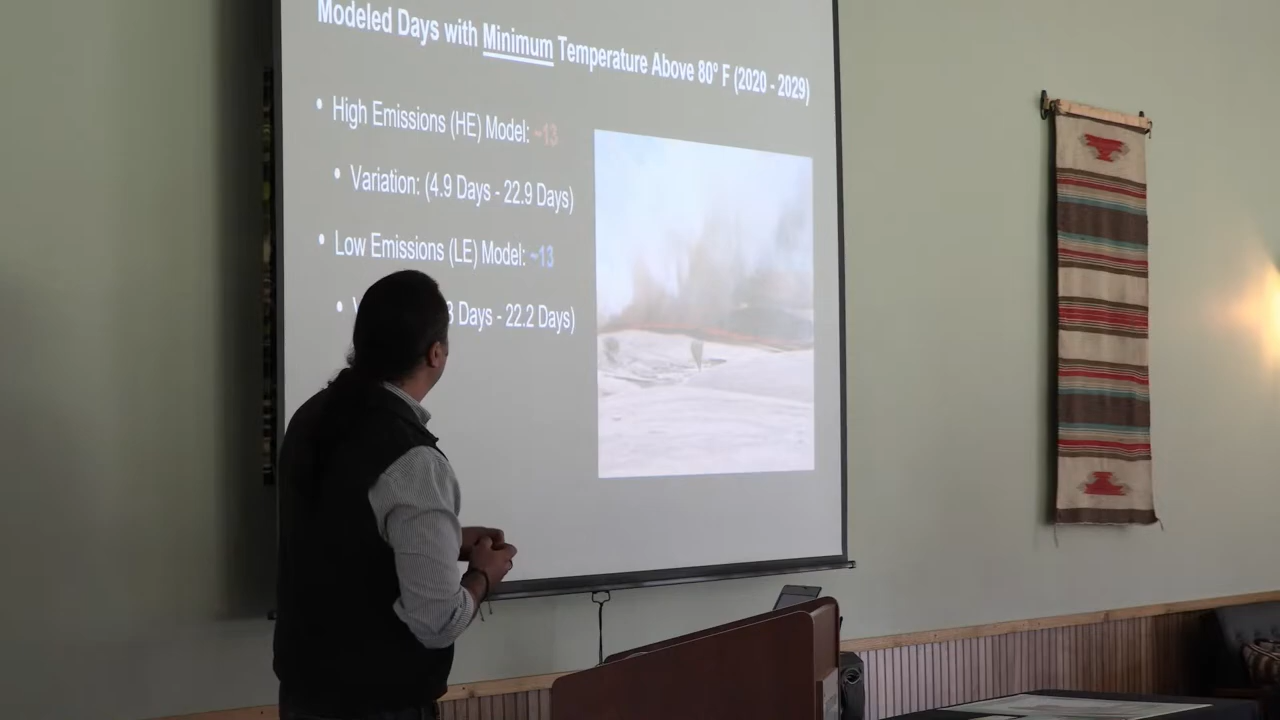 Modeled Days with Minimum Temperature Above 80° F (2020 - 2029)
• High Emissions (HE) Model: ~13
• Variation: (4.9 Days - 22.9 Days)
• Low Emissions (LE) Model: ~13
• Days - 22.2 Days)